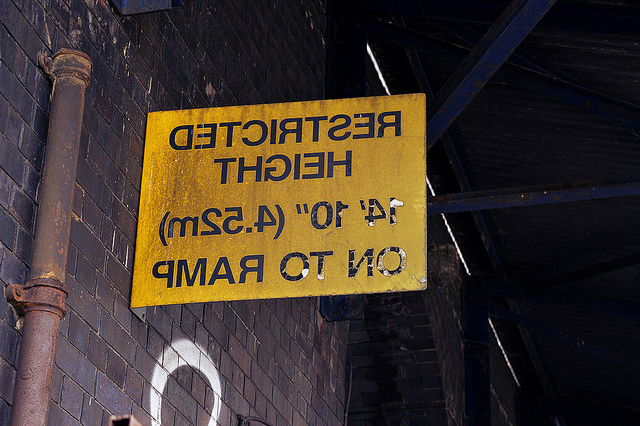 RESTRICTED
HEIGHT
14' 10" (4.52m)
ON TO RAMP